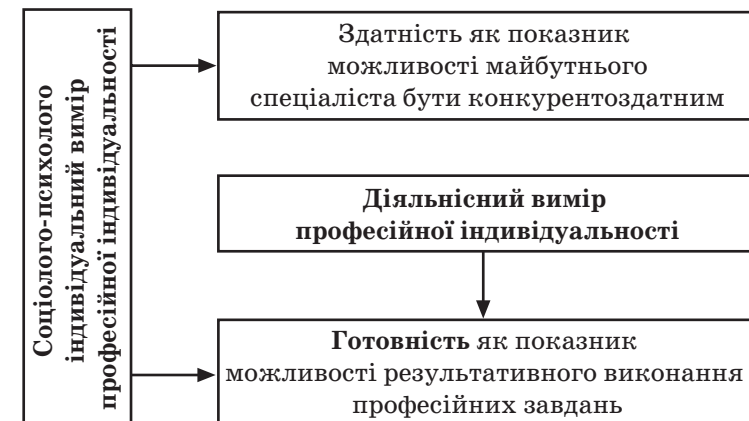 Соціолого-психолого
індивідуальний вимір
професійної індивідуальності
Здатність як показник
можливості майбутнього
спеціаліста бути конкурентоздатним
Діяльнісний вимір
професійної індивідуальності
Готовність як показник
можливості результативного виконання
професійних завдань